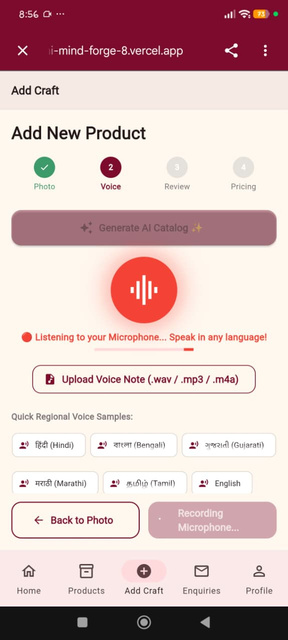 8:56
73
ai-mind-forge-8.vercel.app
Add Craft
Add New Product
2 3 4
Photo Voice Review Pricing
Generate AI Catalog ✨
🔴 Listening to your Microphone... Speak in any language!
Upload Voice Note (.wav / .mp3 / .m4a)
Quick Regional Voice Samples:
हिंदी (Hindi) বাংলা (Bengali) ગુજરાતી (Gujarati)
मराठी (Marathi) தமிழ் (Tamil) English
Back to Photo
Recording
Microphone...
Home Products Add Craft Enquiries Profile